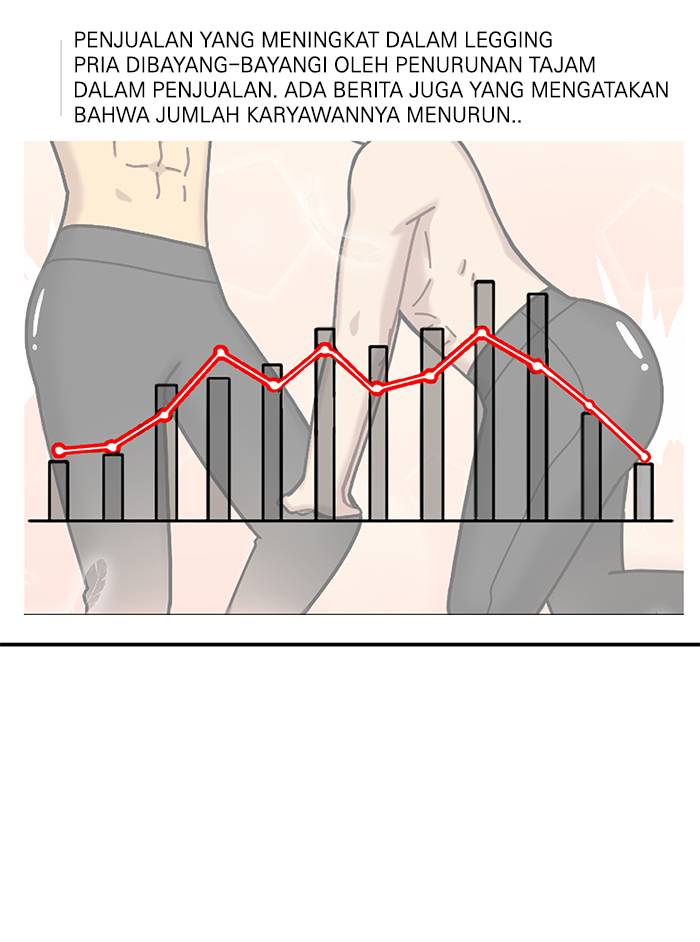 PENJUALAN YANG MENINGKAT DALAM LEGGING
PRIA DIBAYANG-BAYANGI OLEH PENURUNAN TAJAM
DALAM PENJUALAN. ADA BERITA JUGA YANG MENGATAKAN
BAHWA JUMLAH KARYAWANNYA MENURUN..